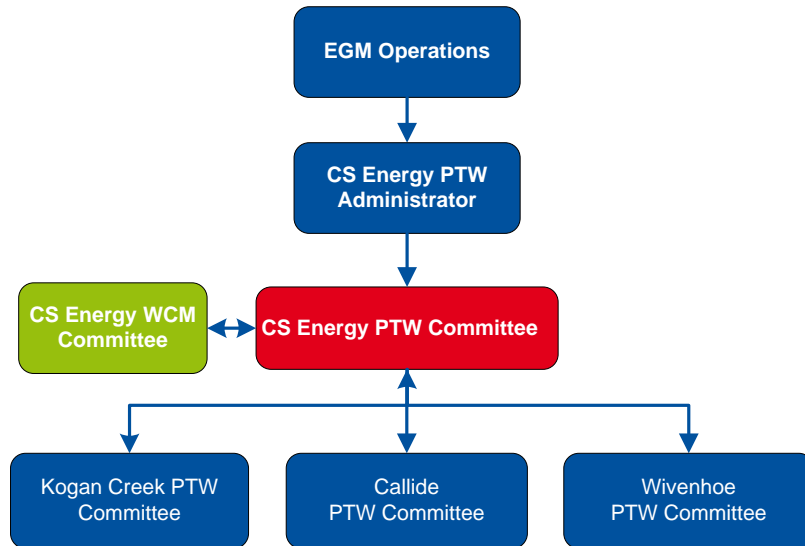 EGM Operations
CS Energy PTW
Administrator
CS Energy WCM
Committee
CS Energy PTW Committee
Kogan Creek PTW
Committee
Callide
PTW Committee
Wivenhoe
PTW Committee